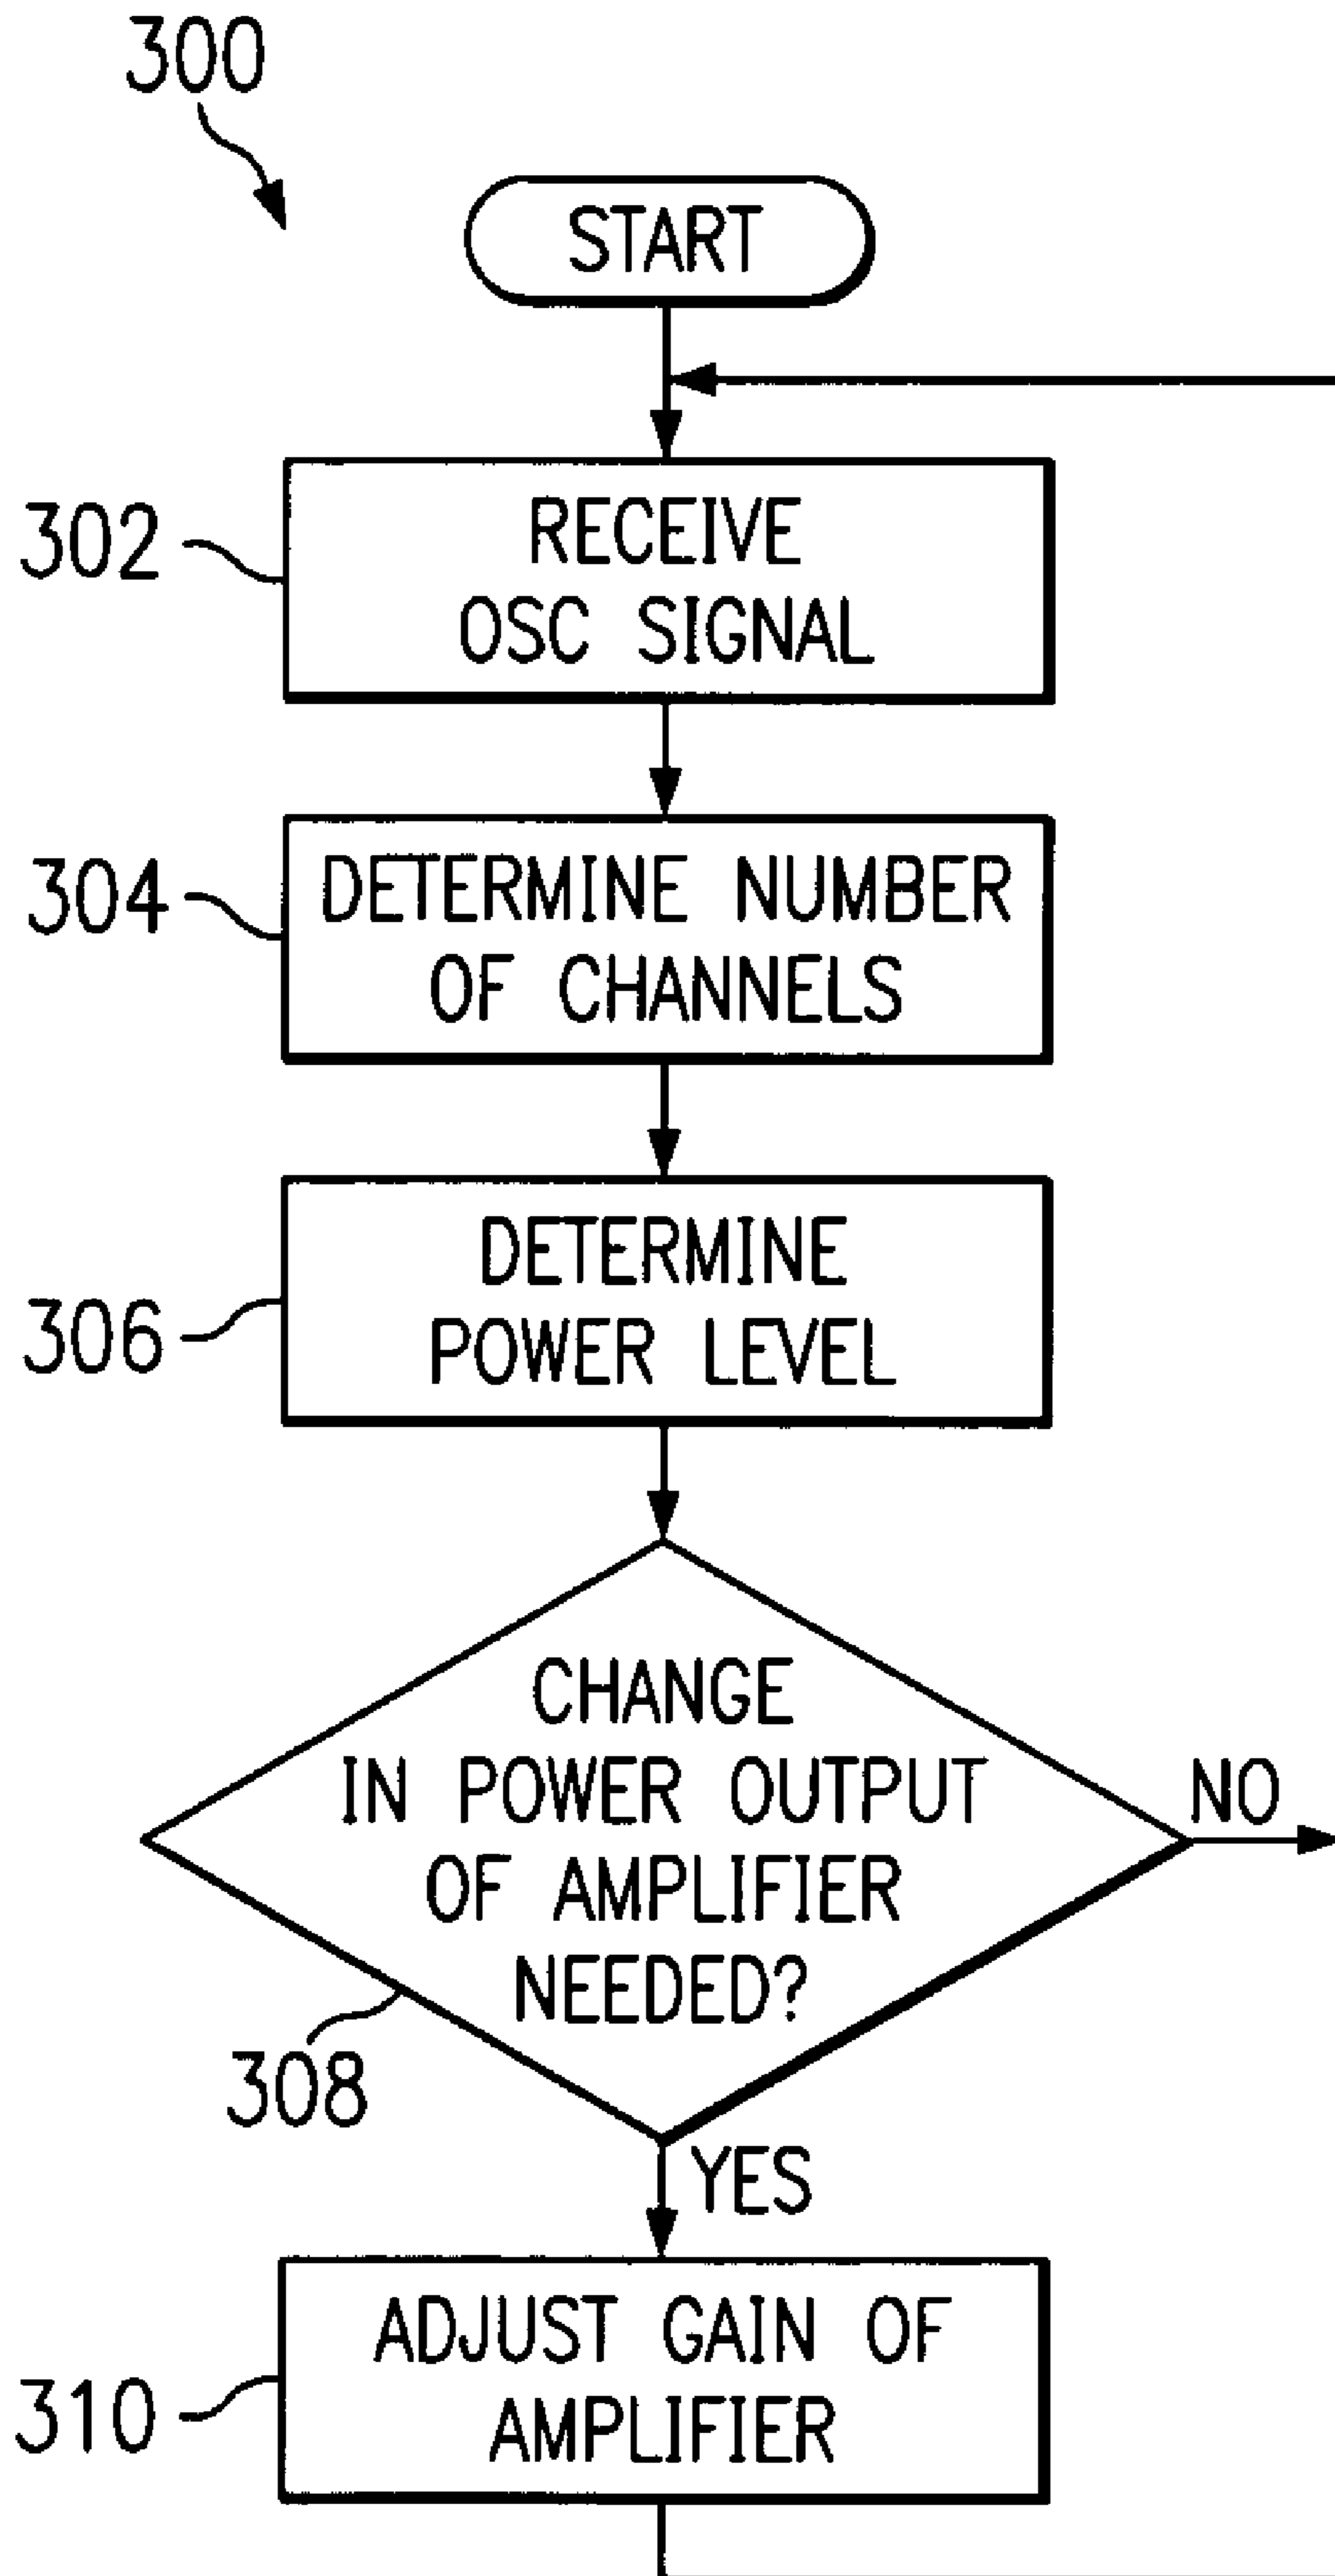 300
START
302
RECEIVE
OSC SIGNAL
304
DETERMINE NUMBER
OF CHANNELS
306
DETERMINE
POWER LEVEL
CHANGE
IN POWER OUTPUT
OF AMPLIFIER
NEEDED?
NO
308
YES
310
ADJUST GAIN OF
AMPLIFIER